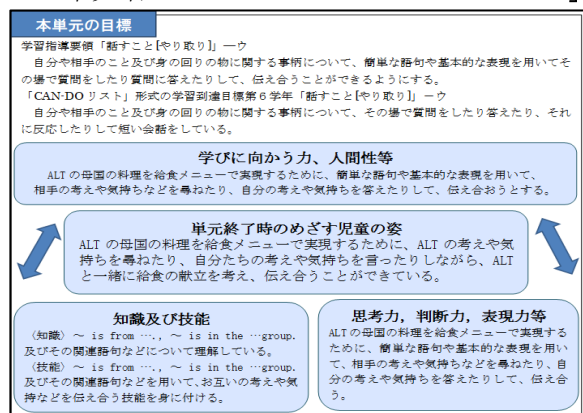 本単元の目標
学習指導要領「話すこと[やり取り]」―ウ
自分や相手のこと及び身の回りの物に関する事柄について、簡単な語句や基本的な表現を用いてそ
の場で質問をしたり質問に答えたりして、伝え合うことができるようにする。
「CAN-DO リスト」形式の学習到達目標第６学年「話すこと[やり取り]」－ウ
自分や相手のこと及び身の回りの物に関する事柄について、その場で質問をしたり答えたり、それ
に反応したりして短い会話をしている。
学びに向かう力、人間性等
ALT の母国の料理を給食メニューで実現するために、簡単な語句や基本的な表現を用いて、
相手の考えや気持ちなどを尋ねたり、自分の考えや気持ちを答えたりして、伝え合おうとする。
単元終了時のめざす児童の姿
ALT の母国の料理を給食メニューで実現するために、ALT の考えや気
持ちを尋ねたり、自分たちの考えや気持ちを言ったりしながら、ALT
と一緒に給食の献立を考え、伝え合うことができている。
知識及び技能
〈知識〉～ is from …., ～ is in the …group.
及びその関連語句などについて理解している。
〈技能〉～ is from …., ～ is in the …group.
及びその関連語句などを用いて、お互いの考えや気
持などを伝え合う技能を身に付ける。
思考力，判断力，表現力等
ALT の母国の料理を給食メニューで実現する
ために、簡単な語句や基本的な表現を用い
て、相手の考えや気持ちなどを尋ねたり、自
分の考えや気持ちを答えたりして、伝え合
う。